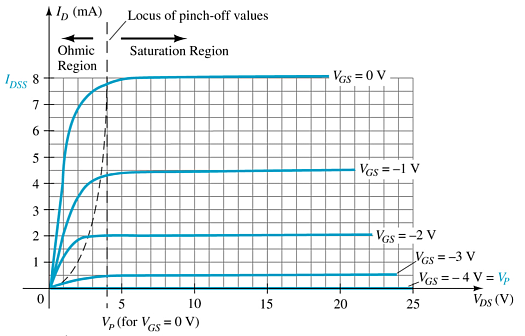 I_D (mA)
Locus of pinch-off values
Ohmic
Region
Saturation Region
I_DSS
8
V_GS = 0 V
7
6
5
V_GS = –1 V
4
3
V_GS = –2 V
2
V_GS = –3 V
1
V_GS = – 4 V = V_P
0
5
10
15
20
25
V_DS (V)
V_P (for V_GS = 0 V)